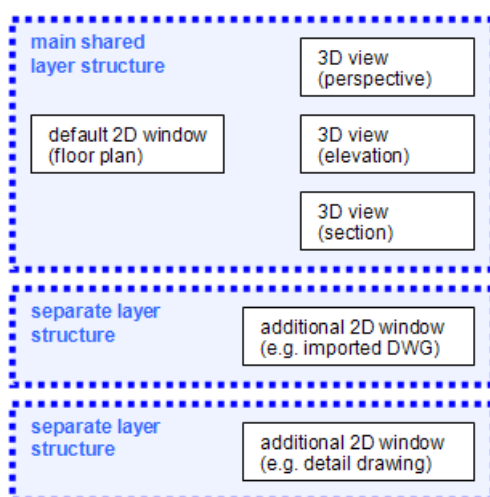 main shared
layer structure
3D view
(perspective)
default 2D window
(floor plan)
3D view
(elevation)
3D view
(section)
separate layer
structure
additional 2D window
(e.g. imported DWG)
separate layer
structure
additional 2D window
(e.g. detail drawing)